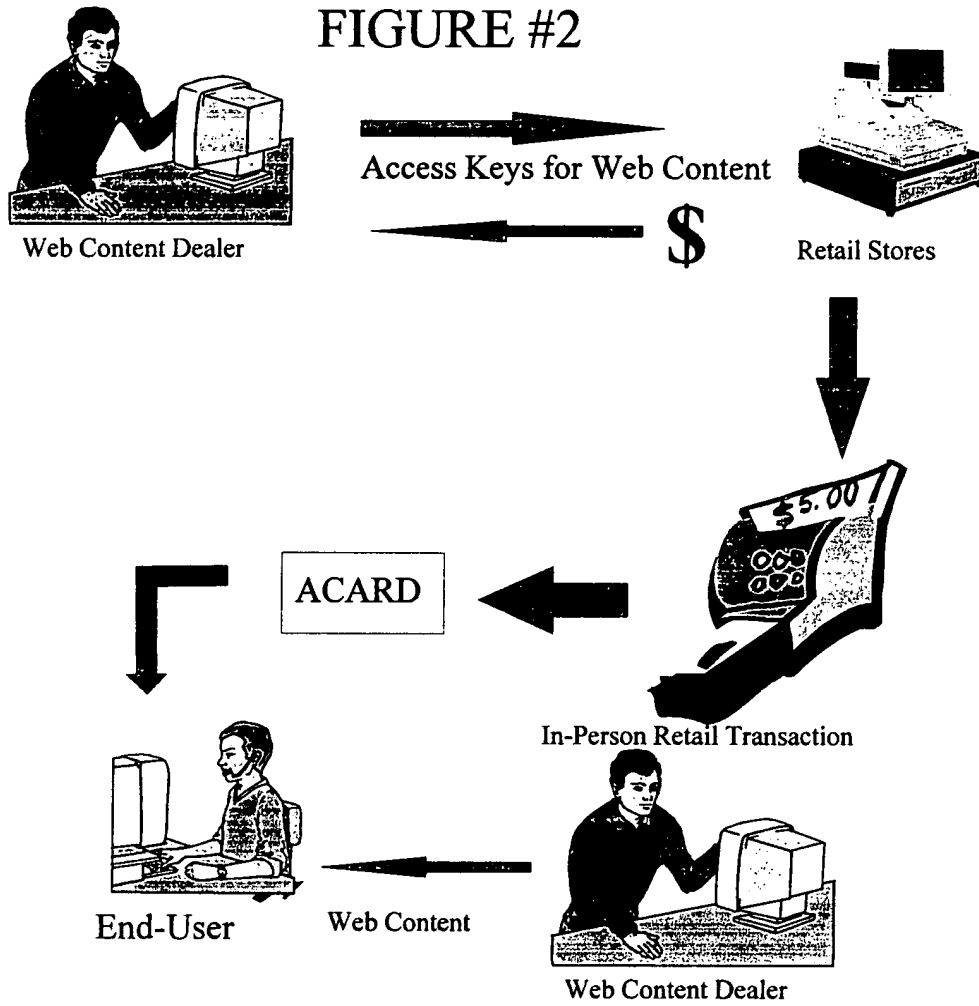 FIGURE #2
Access Keys for Web Content
$
Web Content Dealer
Retail Stores
$5.00
ACARD
In-Person Retail Transaction
End-User
Web Content
Web Content Dealer